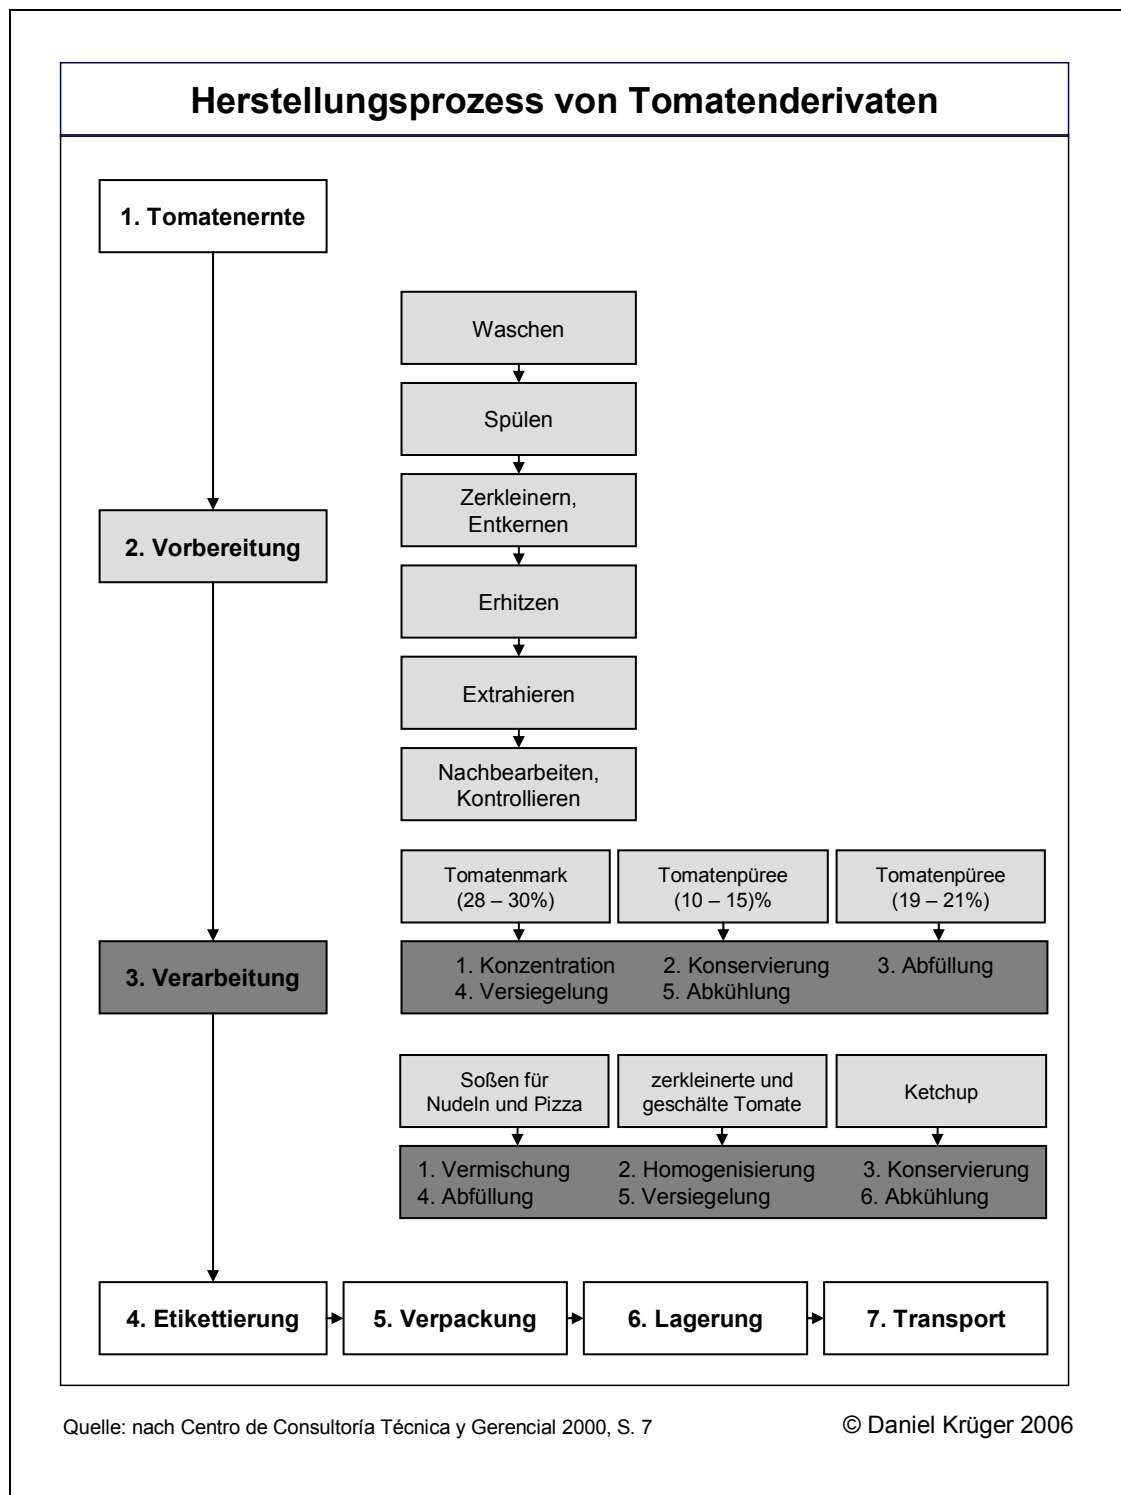 Herstellungsprozess von Tomatenderivaten
1. Tomatenernte
Waschen
Spülen
Zerkleinern,
Entkernen
2. Vorbereitung
Erhitzen
Extrahieren
Nachbearbeiten,
Kontrollieren
Tomatenmark
(28 – 30%)
Tomatenpüree
(10 – 15)%
Tomatenpüree
(19 – 21%)
3. Verarbeitung
1. Konzentration 2. Konservierung 3. Abfüllung
4. Versiegelung 5. Abkühlung
Soßen für
Nudeln und Pizza
zerkleinerte und
geschälte Tomate
Ketchup
1. Vermischung 2. Homogenisierung 3. Konservierung
4. Abfüllung 5. Versiegelung 6. Abkühlung
4. Etikettierung
5. Verpackung
6. Lagerung
7. Transport
Quelle: nach Centro de Consultoría Técnica y Gerencial 2000, S. 7
© Daniel Krüger 2006